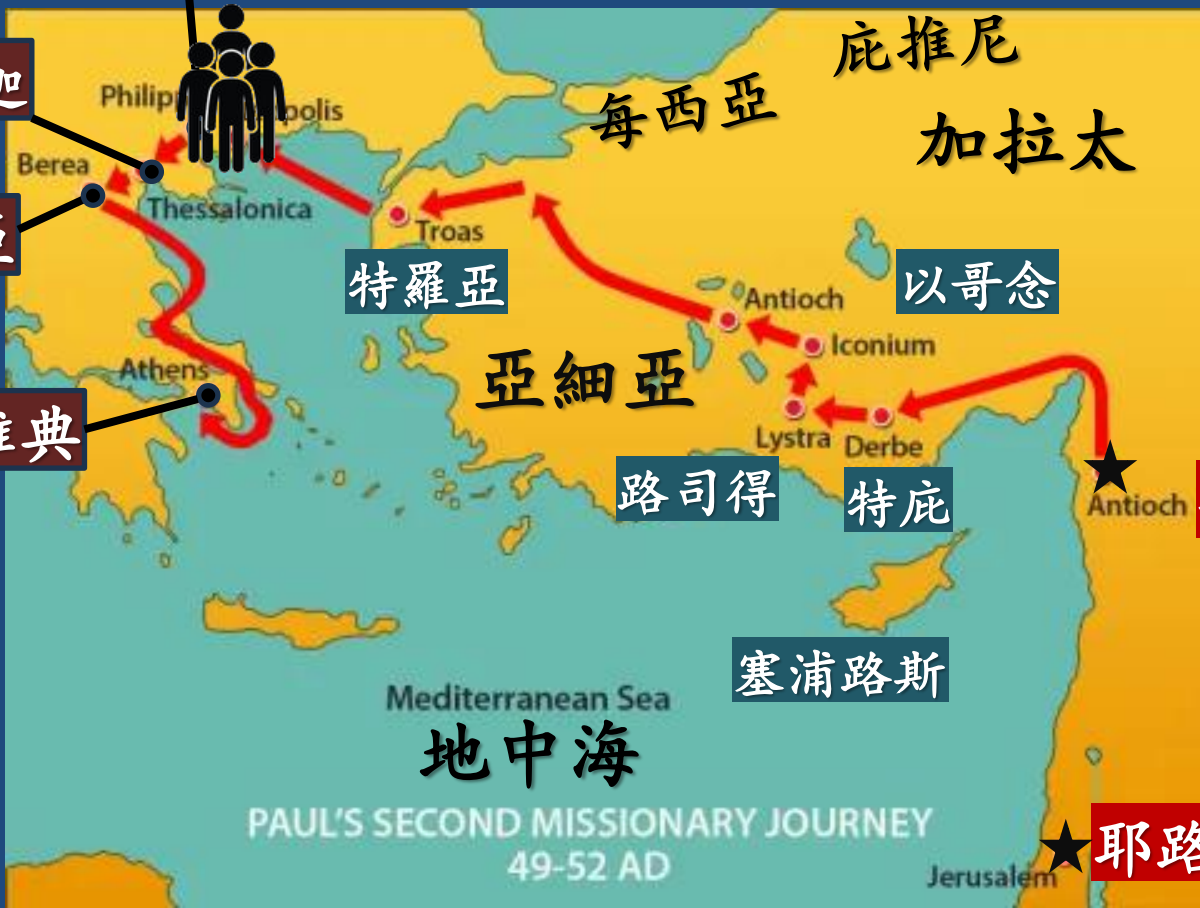 庇推尼
每西亞
加拉太
迦
Berea
Thessalonica
亞
Troas
特羅亞
以哥念
Antioch
Iconium
亞細亞
Athens
典
Lystra
Derbe
路司得
特庇
Antioch
塞浦路斯
Mediterranean Sea
地中海
PAUL'S SECOND MISSIONARY JOURNEY
49-52 AD
Jerusalem
耶路